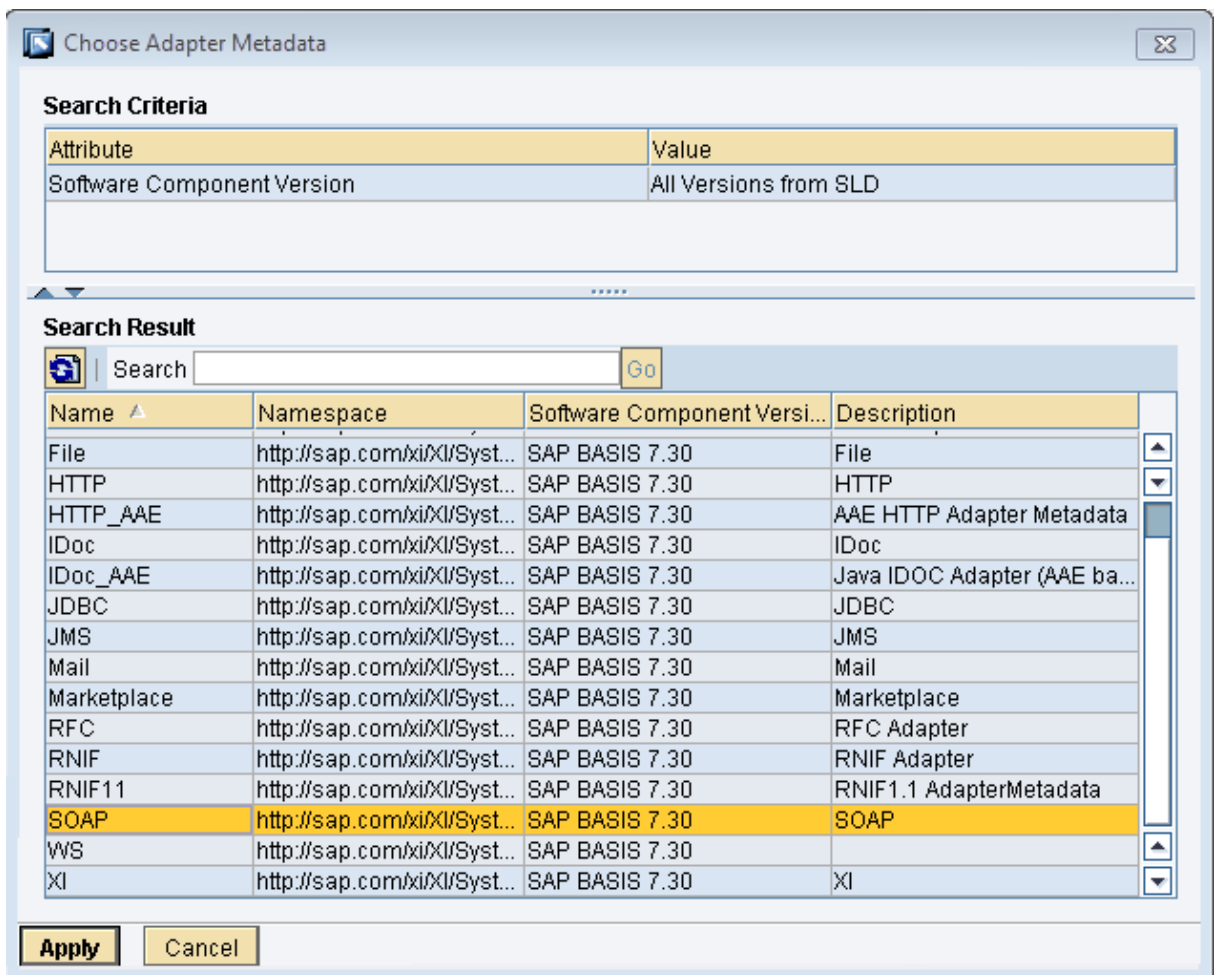 Choose Adapter Metadata
Search Criteria
Attribute Value
Software Component Version All Versions from SLD
Search Result
Search Go
Name Namespace Software Component Versi... Description
File http://sap.com/xi/XI/Syst... SAP BASIS 7.30 File
HTTP http://sap.com/xi/XI/Syst... SAP BASIS 7.30 HTTP
HTTP_AAE http://sap.com/xi/XI/Syst... SAP BASIS 7.30 AAE HTTP Adapter Metadata
IDoc http://sap.com/xi/XI/Syst... SAP BASIS 7.30 IDoc
IDoc_AAE http://sap.com/xi/XI/Syst... SAP BASIS 7.30 Java IDOC Adapter (AAE ba...
JDBC http://sap.com/xi/XI/Syst... SAP BASIS 7.30 JDBC
JMS http://sap.com/xi/XI/Syst... SAP BASIS 7.30 JMS
Mail http://sap.com/xi/XI/Syst... SAP BASIS 7.30 Mail
Marketplace http://sap.com/xi/XI/Syst... SAP BASIS 7.30 Marketplace
RFC http://sap.com/xi/XI/Syst... SAP BASIS 7.30 RFC Adapter
RNIF http://sap.com/xi/XI/Syst... SAP BASIS 7.30 RNIF Adapter
RNIF11 http://sap.com/xi/XI/Syst... SAP BASIS 7.30 RNIF1.1 AdapterMetadata
SOAP http://sap.com/xi/XI/Syst... SAP BASIS 7.30 SOAP
WS http://sap.com/xi/XI/Syst... SAP BASIS 7.30
XI http://sap.com/xi/XI/Syst... SAP BASIS 7.30 XI
Apply Cancel